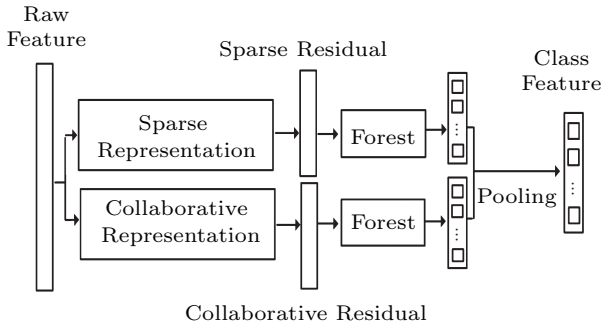 Raw
Feature
Sparse Residual
Class
Feature
Sparse
Representation
Forest
Collaborative
Representation
Forest
Pooling
Collaborative Residual